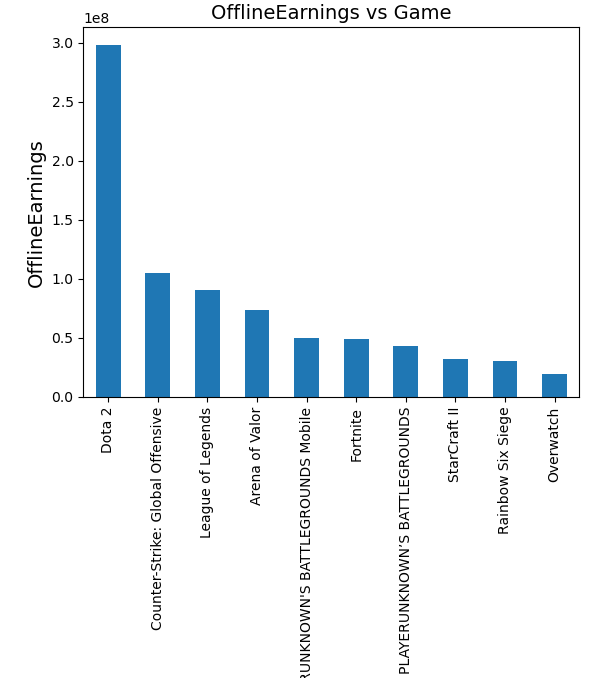 OfflineEarnings vs Game
1e8
OfflineEarnings
3.0
2.5
2.0
1.5
1.0
0.5
0.0
Dota 2
Counter-Strike: Global Offensive
League of Legends
Arena of Valor
RUNKNOWN'S BATTLEGROUNDS Mobile
Fortnite
PLAYERUNKNOWN’S BATTLEGROUNDS
StarCraft II
Rainbow Six Siege
Overwatch